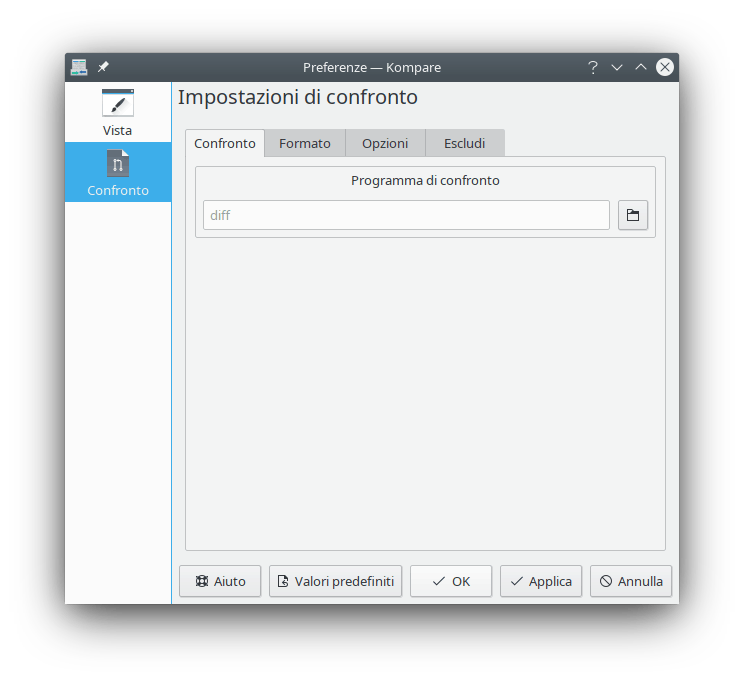 Preferenze — Kompare
Vista
Confronto
Impostazioni di confronto
Confronto Formato Opzioni Escludi
Programma di confronto
diff
Aiuto Valori predefiniti OK Applica Annulla